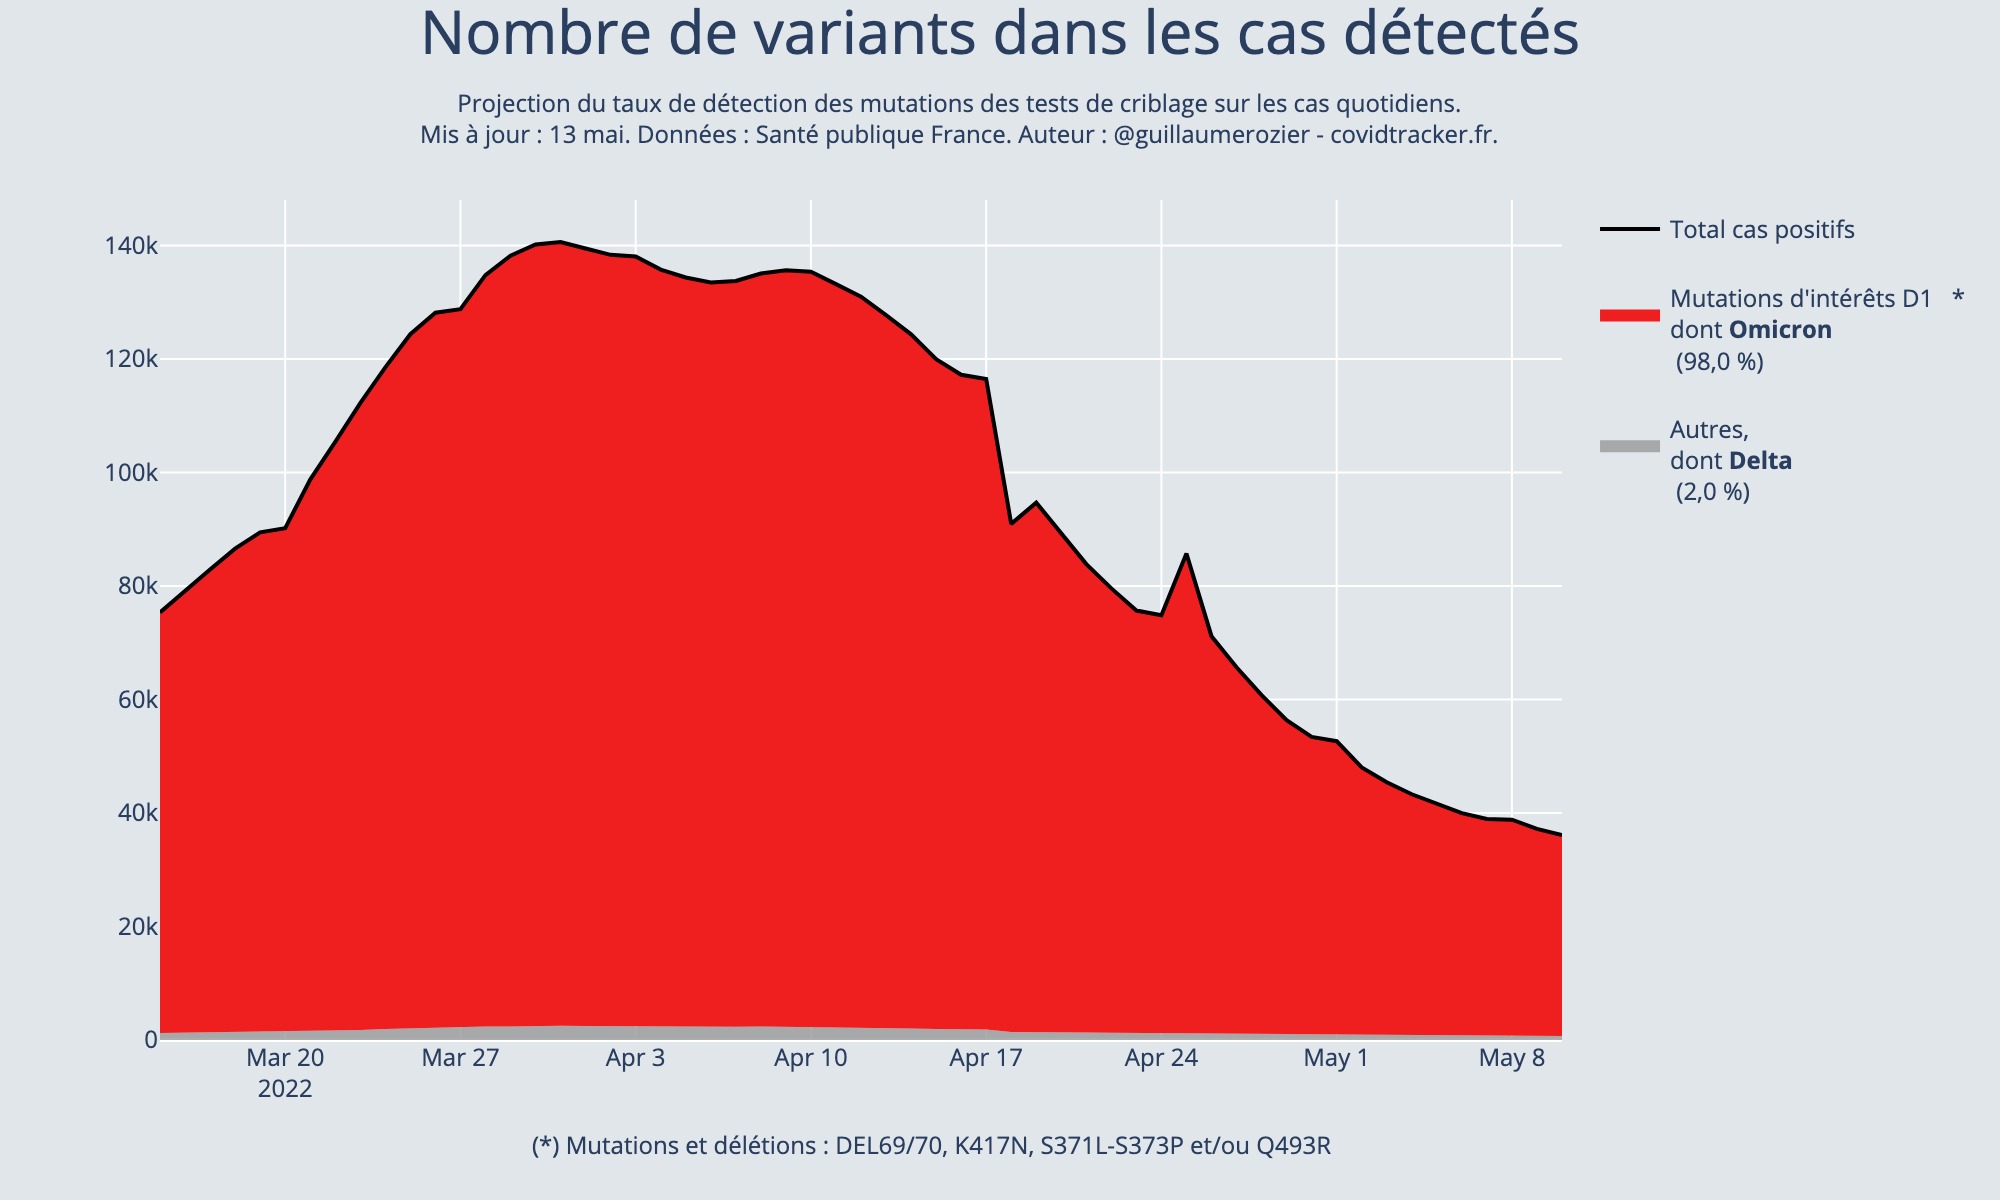 Nombre de variants dans les cas détectés
Projection du taux de détection des mutations des tests de criblage sur les cas quotidiens.
Mis à jour : 13 mai. Données : Santé publique France. Auteur : @guillaumerozier - covidtracker.fr.
140k
120k
100k
80k
60k
40k
20k
0
Mar 20
2022
Mar 27
Apr 3
Apr 10
Apr 17
Apr 24
May 1
May 8
Total cas positifs
Mutations d'intérêts D1 *
dont Omicron
(98,0 %)
Autres,
dont Delta
(2,0 %)
(*) Mutations et délétions : DEL69/70, K417N, S371L-S373P et/ou Q493R